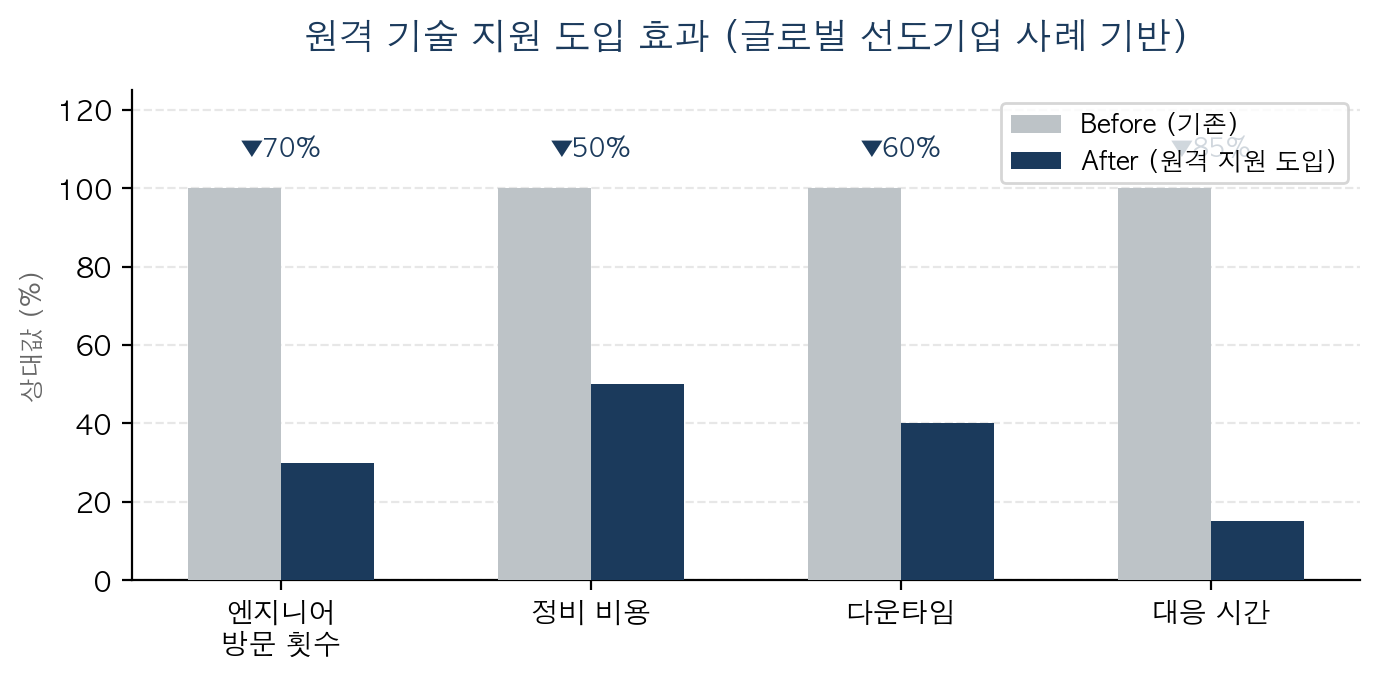 원격 기술 지원 도입 효과 (글로벌 선도기업 사례 기반)
상대값 (%)
120
100
80
60
40
20
0
▼70%
▼50%
▼60%
▼85%
Before (기존)
After (원격 지원 도입)
엔지니어
방문 횟수
정비 비용
다운타임
대응 시간